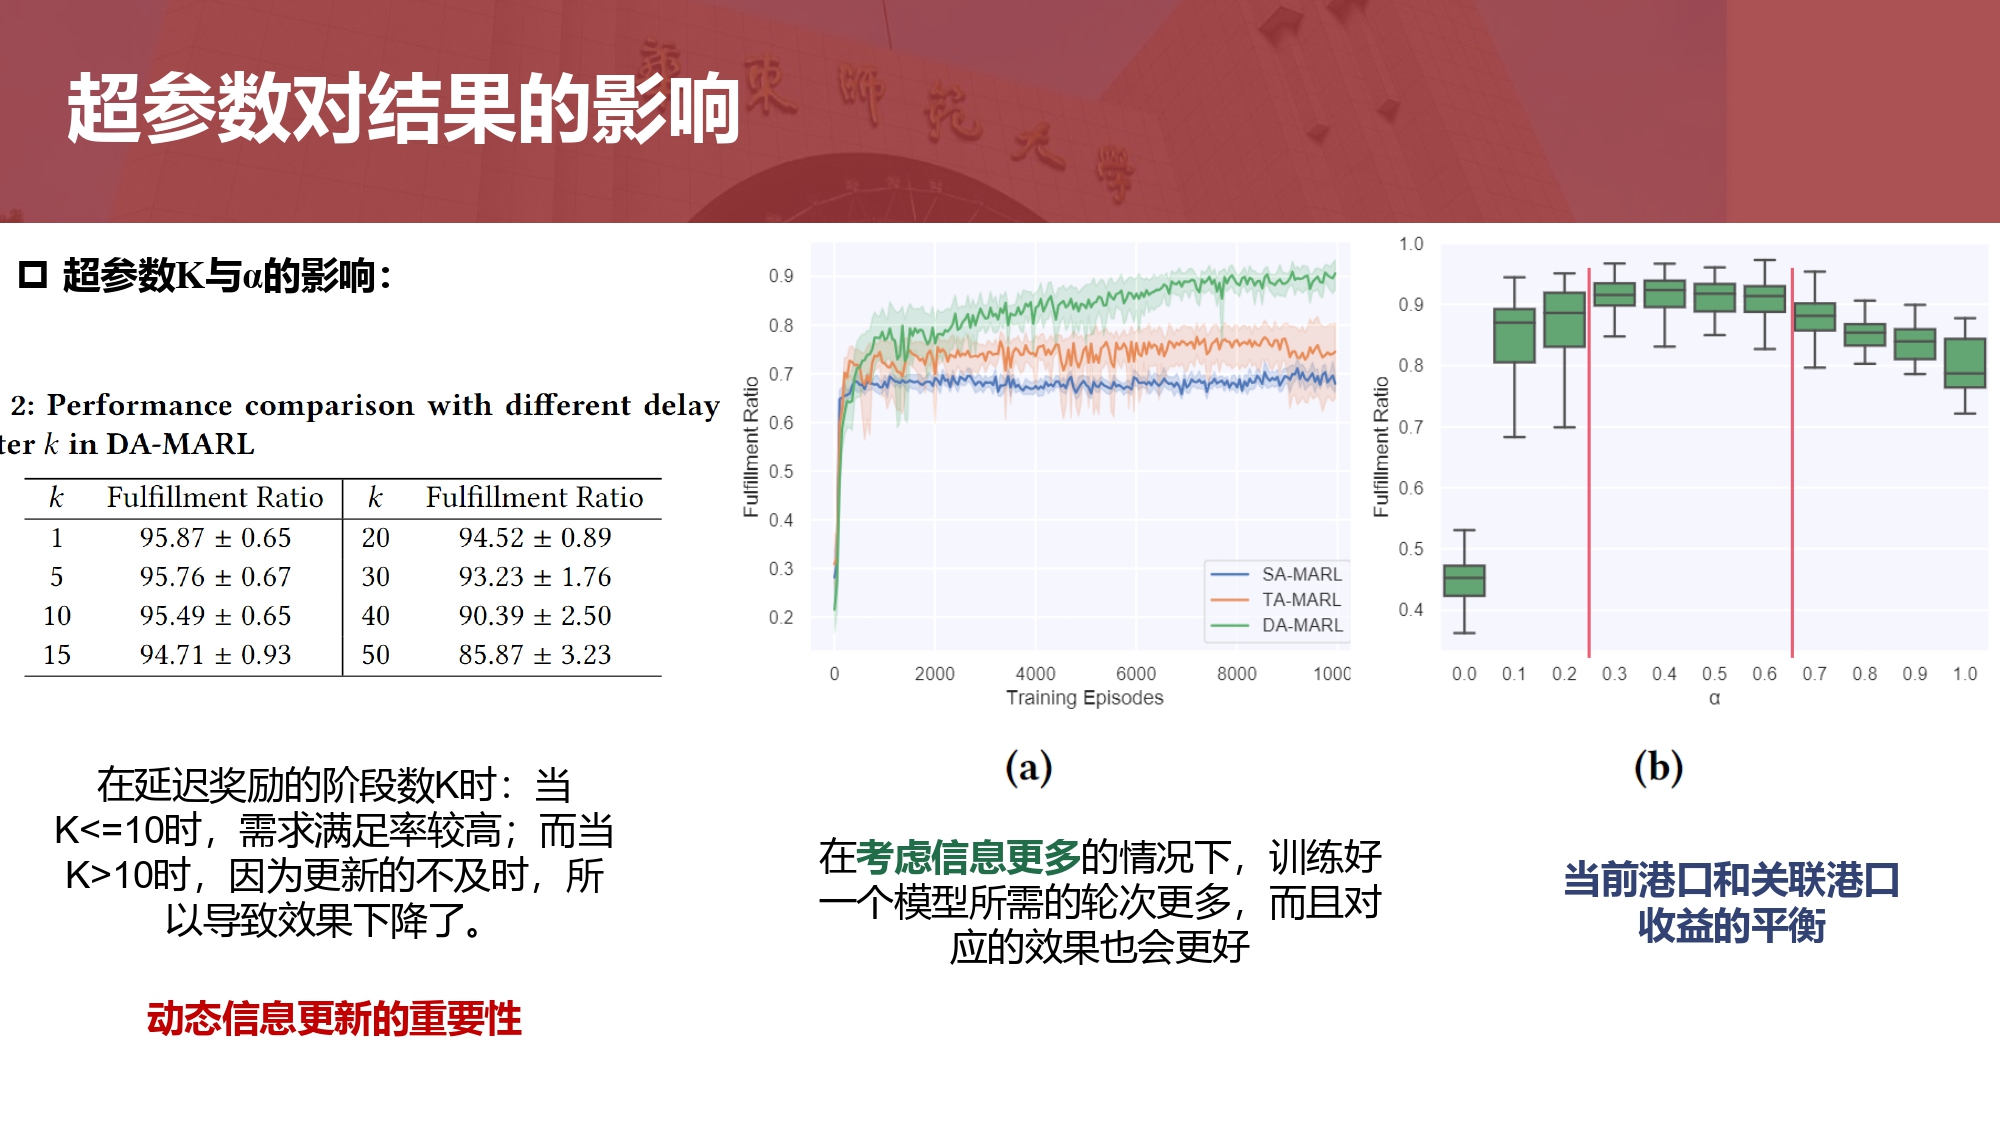 超参数对结果的影响
華東師範大學
超参数K与α的影响：
2: Performance comparison with different delay
ter k in DA-MARL
k Fulfillment Ratio k Fulfillment Ratio
1 95.87 ± 0.65 20 94.52 ± 0.89
5 95.76 ± 0.67 30 93.23 ± 1.76
10 95.49 ± 0.65 40 90.39 ± 2.50
15 94.71 ± 0.93 50 85.87 ± 3.23
在延迟奖励的阶段数K时：当
K<=10时，需求满足率较高；而当
K>10时，因为更新的不及时，所
以导致效果下降了。
动态信息更新的重要性
Fulfillment Ratio
0.9
0.8
0.7
0.6
0.5
0.4
0.3
0.2
SA-MARL
TA-MARL
DA-MARL
0 2000 4000 6000 8000 1000
Training Episodes
(a)
在考虑信息更多的情况下，训练好
一个模型所需的轮次更多，而且对
应的效果也会更好
Fulfillment Ratio
1.0
0.9
0.8
0.7
0.6
0.5
0.4
0.0 0.1 0.2 0.3 0.4 0.5 0.6 0.7 0.8 0.9 1.0
α
(b)
当前港口和关联港口
收益的平衡